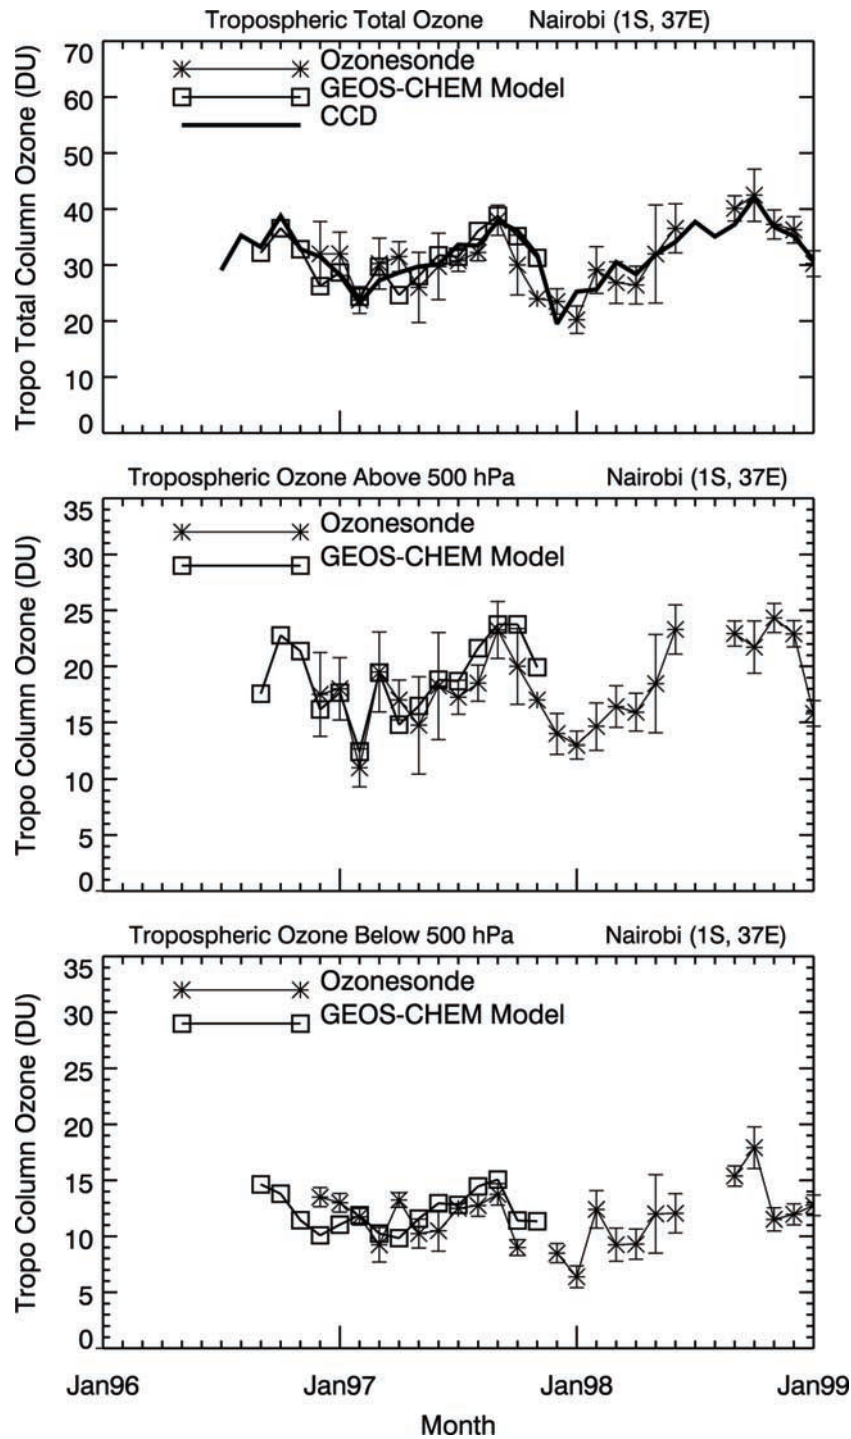 Tropospheric Total Ozone Nairobi (1S, 37E)
70
60
50
40
30
20
10
0
Tropo Total Column Ozone (DU)
Ozonesonde
GEOS-CHEM Model
CCD
Tropospheric Ozone Above 500 hPa Nairobi (1S, 37E)
35
30
25
20
15
10
5
0
Tropo Column Ozone (DU)
Ozonesonde
GEOS-CHEM Model
Tropospheric Ozone Below 500 hPa Nairobi (1S, 37E)
35
30
25
20
15
10
5
0
Tropo Column Ozone (DU)
Ozonesonde
GEOS-CHEM Model
Jan96 Jan97 Jan98 Jan99
Month